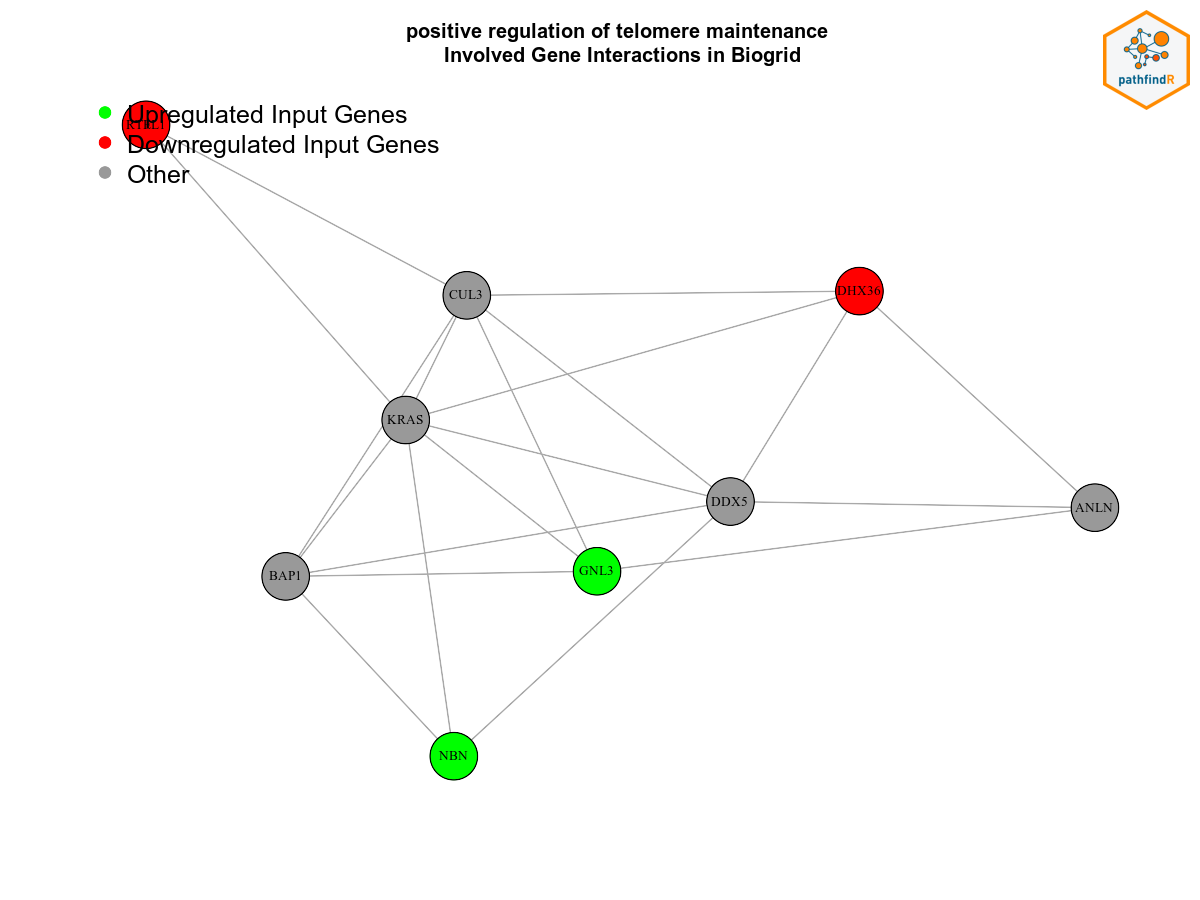 positive regulation of telomere maintenance
Involved Gene Interactions in Biogrid
pathfindR
Upregulated Input Genes
Downregulated Input Genes
Other
CUL3
DHX36
KRAS
DDX5
ANLN
BAP1
GNL3
NBN